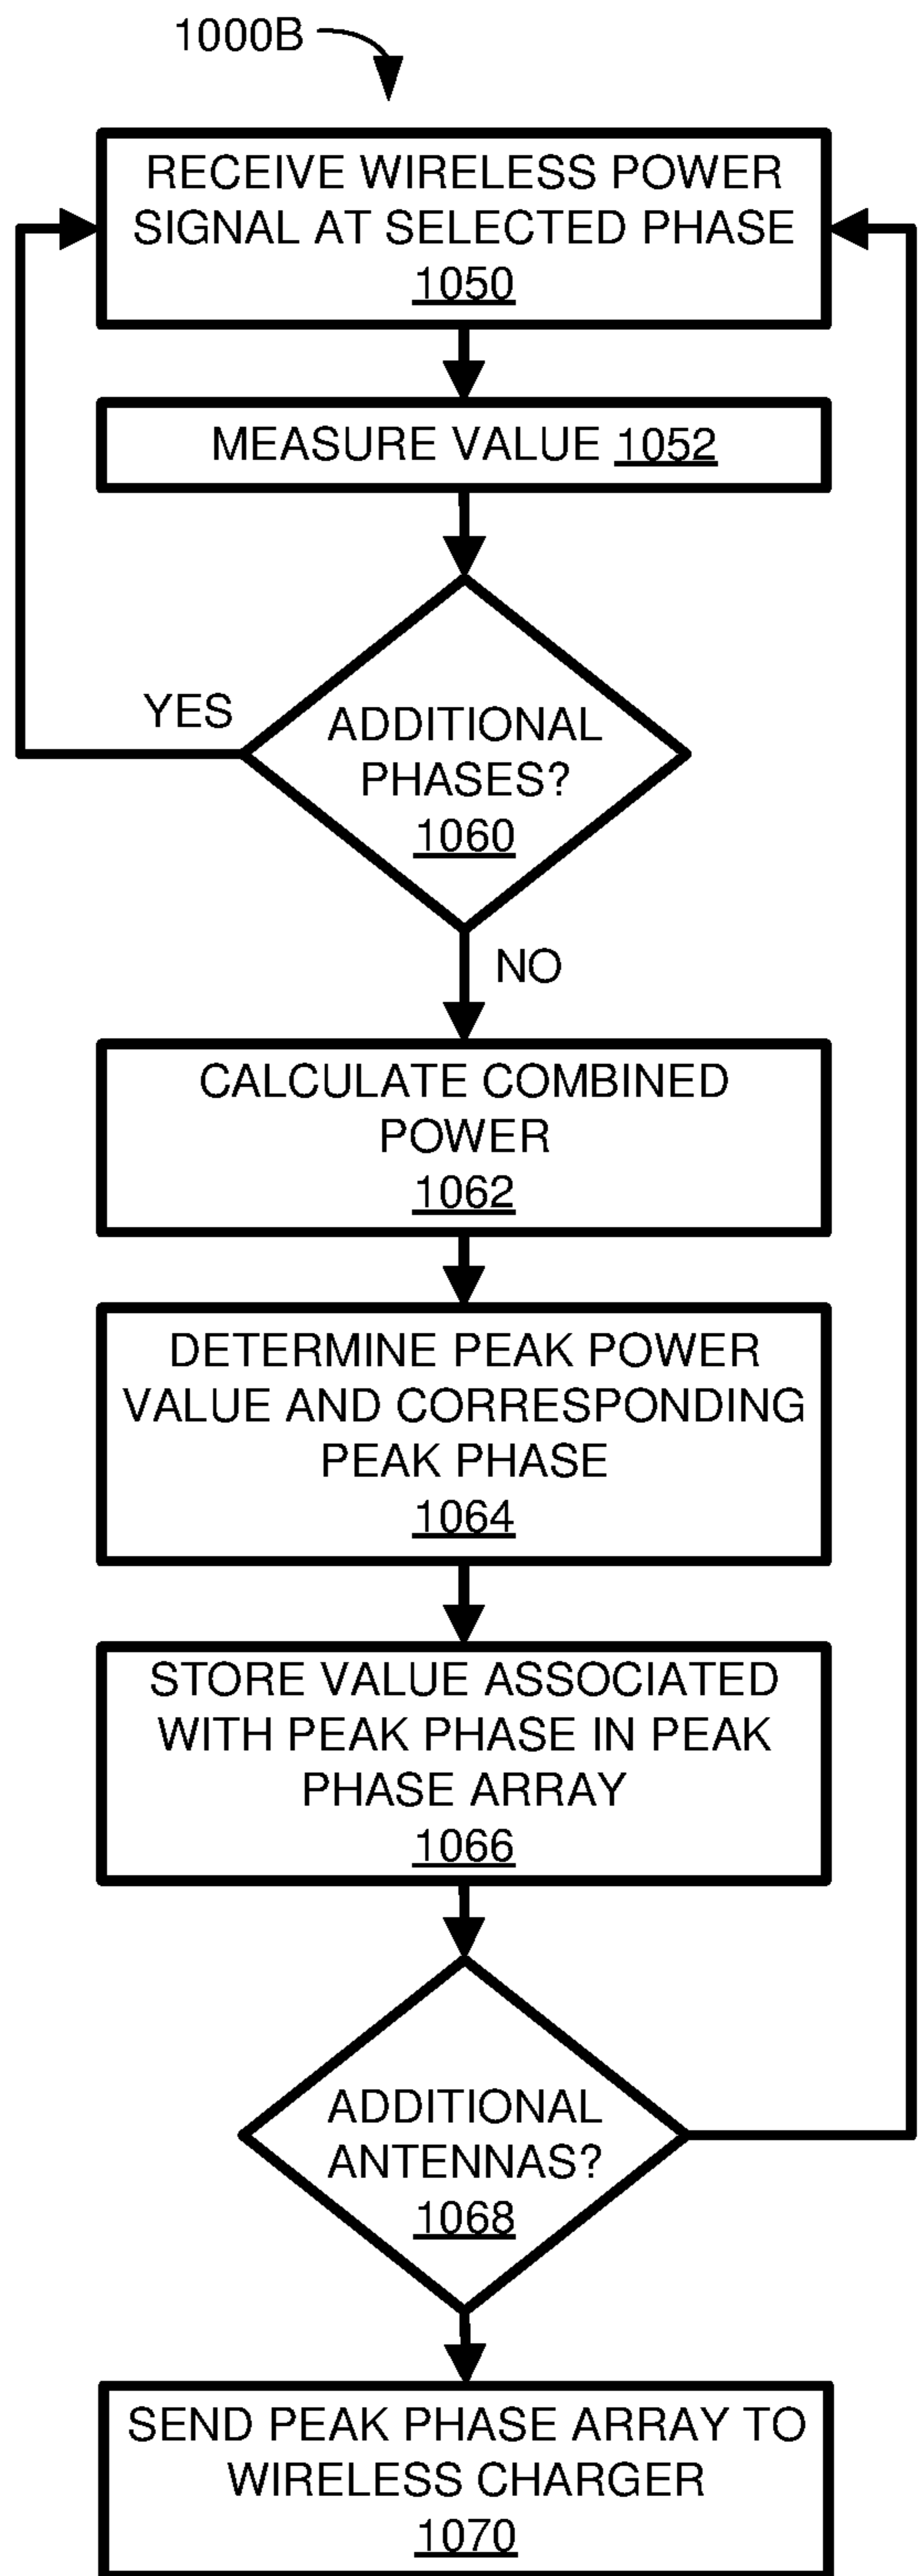 1000B
RECEIVE WIRELESS POWER
SIGNAL AT SELECTED PHASE
1050
MEASURE VALUE 1052
YES
ADDITIONAL
PHASES?
1060
NO
CALCULATE COMBINED
POWER
1062
DETERMINE PEAK POWER
VALUE AND CORRESPONDING
PEAK PHASE
1064
STORE VALUE ASSOCIATED
WITH PEAK PHASE IN PEAK
PHASE ARRAY
1066
ADDITIONAL
ANTENNAS?
1068
SEND PEAK PHASE ARRAY TO
WIRELESS CHARGER
1070